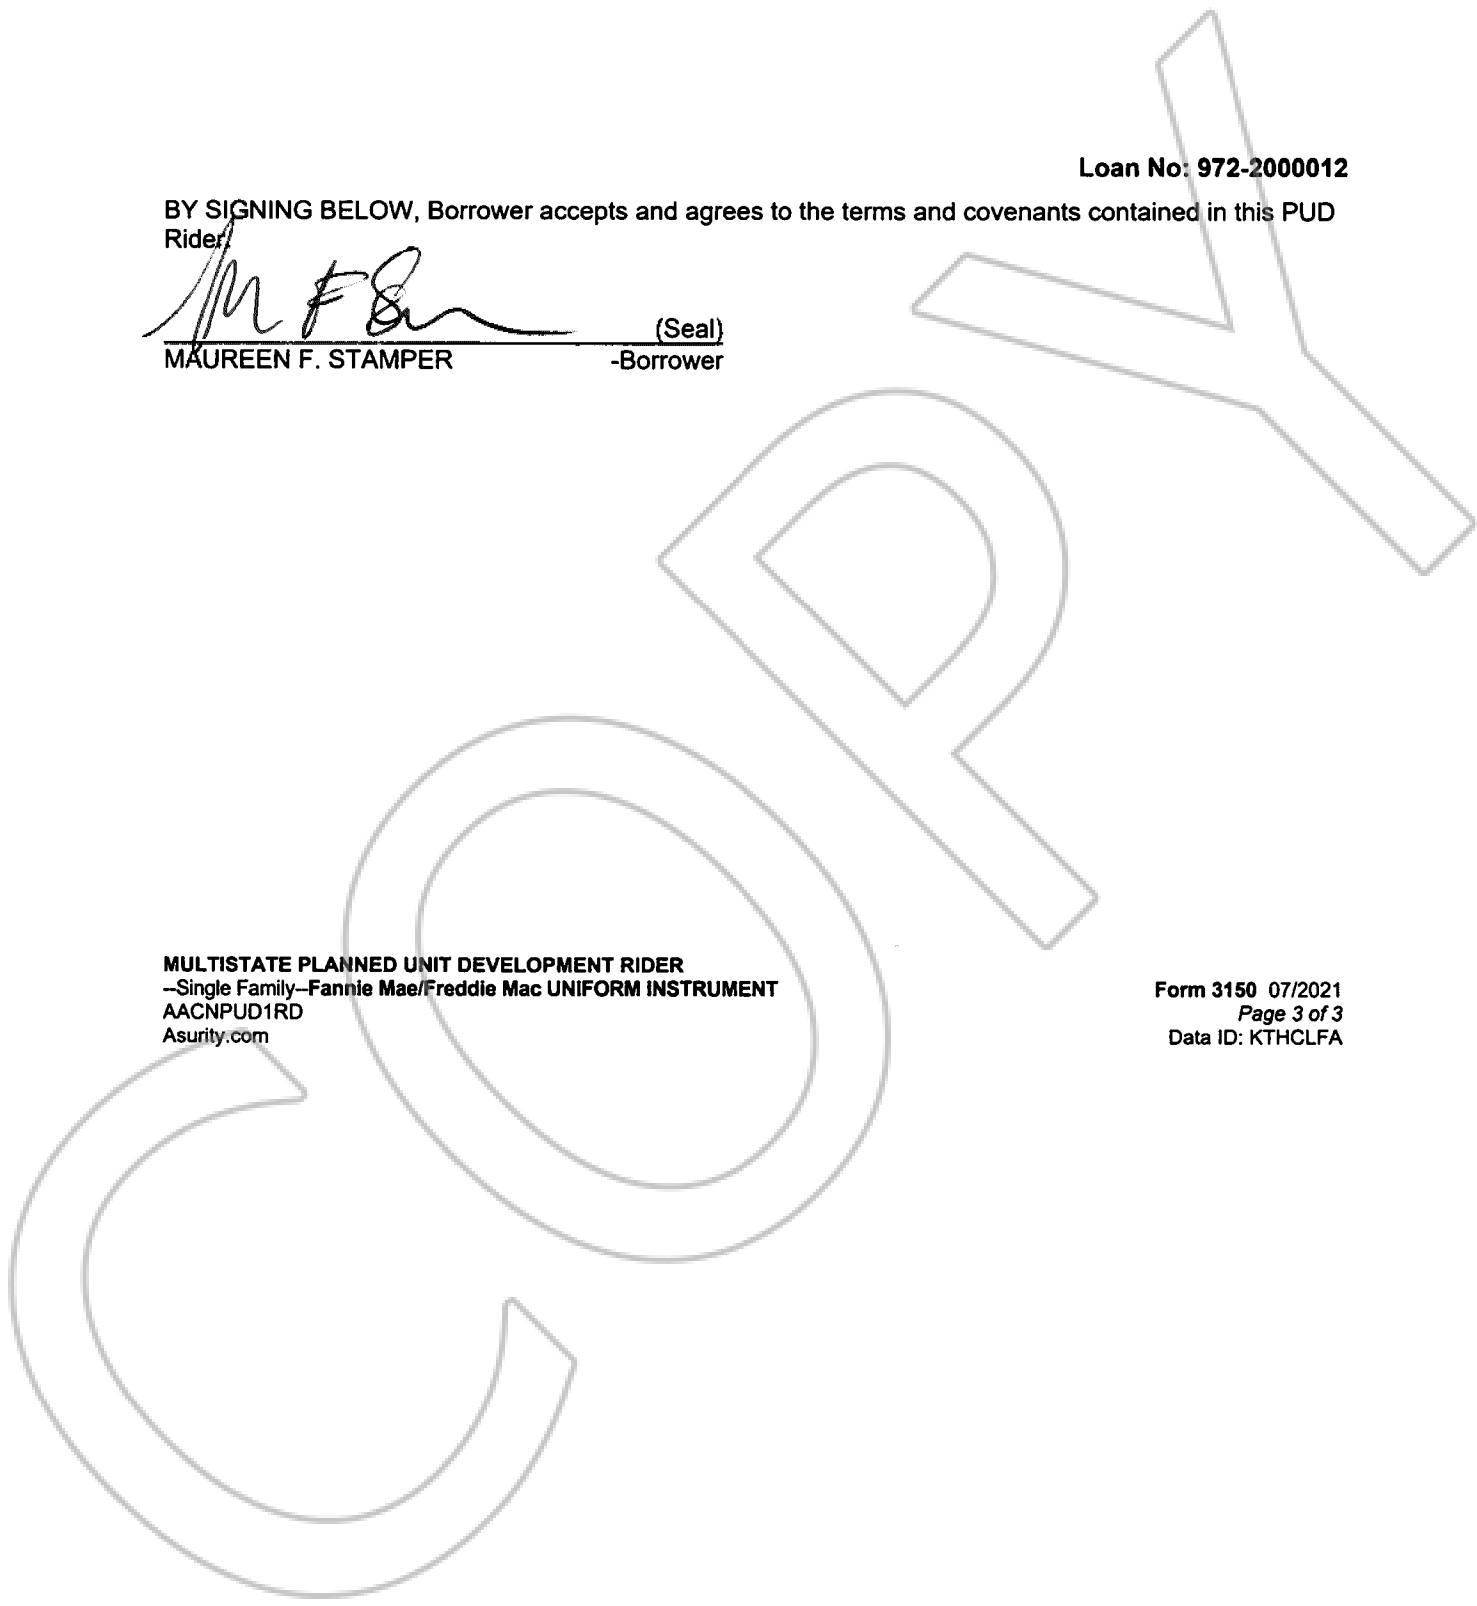 Loan No: 972-2000012
BY SIGNING BELOW, Borrower accepts and agrees to the terms and covenants contained in this PUD
Rider.
(Seal)
MAUREEN F. STAMPER -Borrower
MULTISTATE PLANNED UNIT DEVELOPMENT RIDER
--Single Family--Fannie Mae/Freddie Mac UNIFORM INSTRUMENT
AACNPUD1RD
Asurity.com
Form 3150 07/2021
Page 3 of 3
Data ID: KTHCLFA
COPY